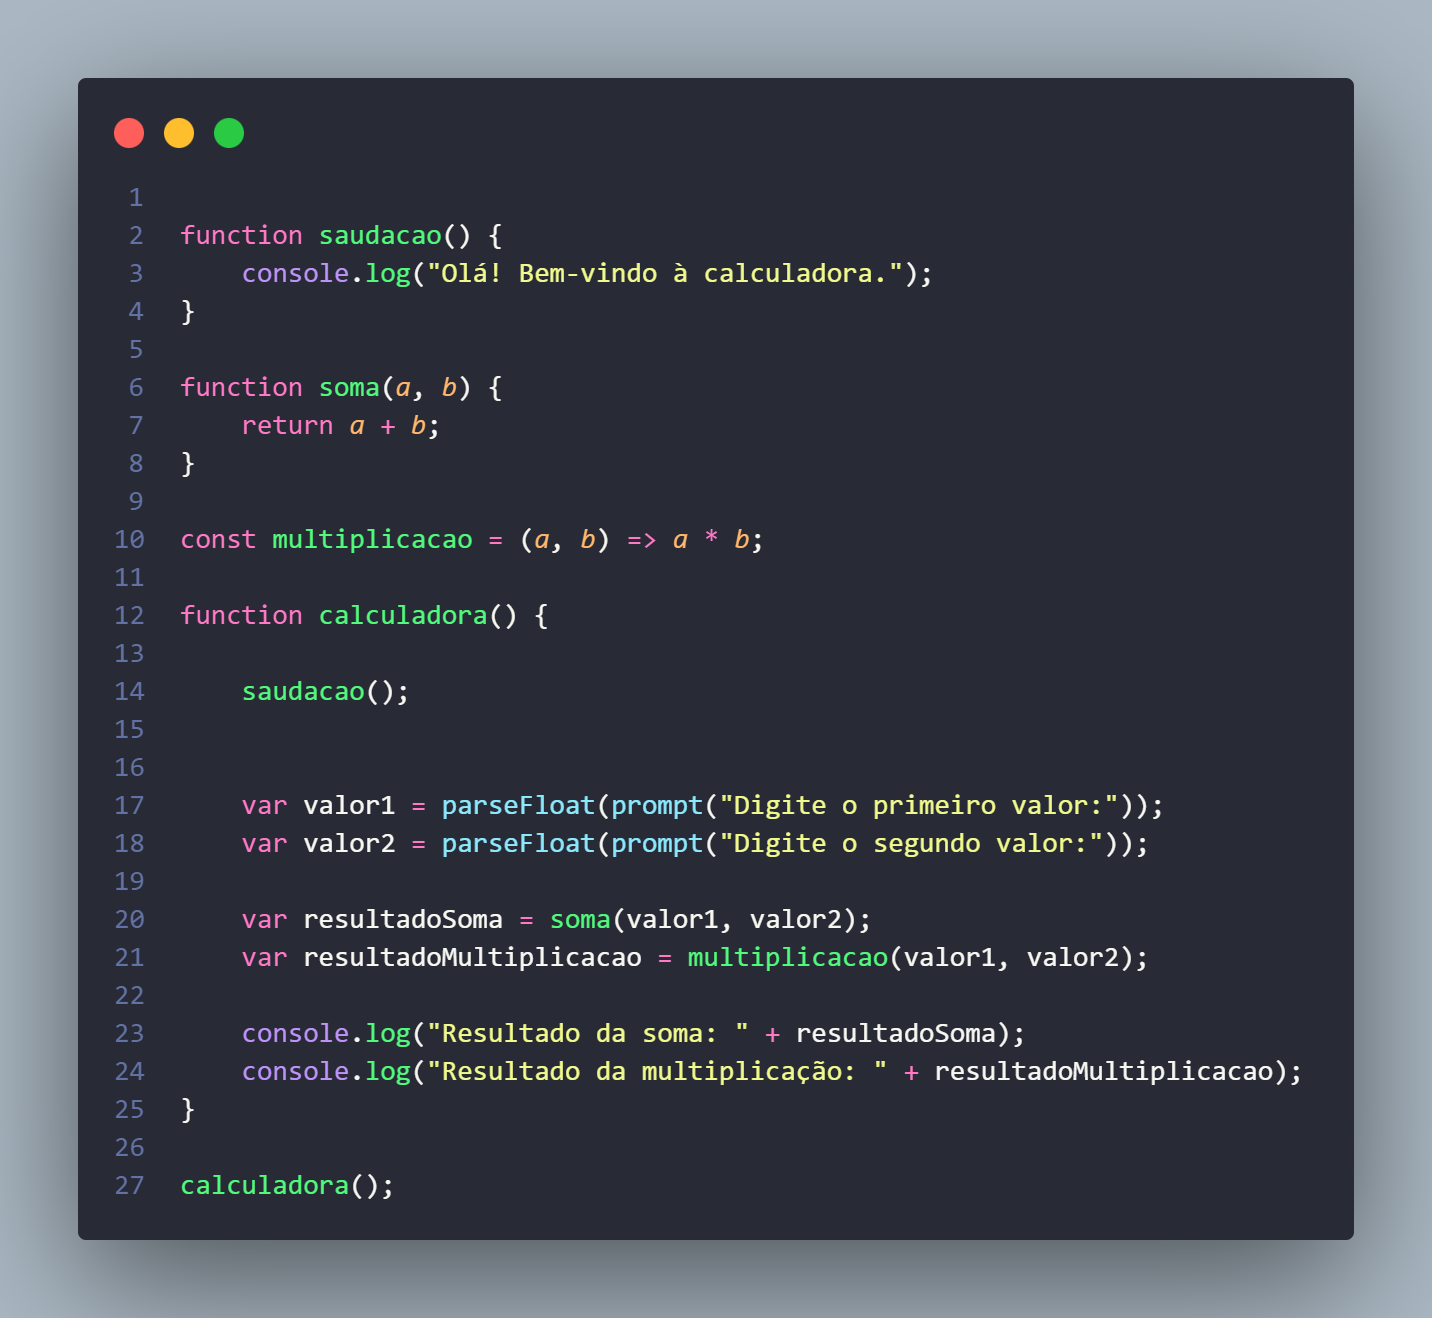 1
2 function saudacao() {
3     console.log("Olá! Bem-vindo à calculadora.");
4 }
5
6 function soma(a, b) {
7     return a + b;
8 }
9
10 const multiplicacao = (a, b) => a * b;
11
12 function calculadora() {
13
14     saudacao();
15
16
17     var valor1 = parseFloat(prompt("Digite o primeiro valor:"));
18     var valor2 = parseFloat(prompt("Digite o segundo valor:"));
19
20     var resultadoSoma = soma(valor1, valor2);
21     var resultadoMultiplicacao = multiplicacao(valor1, valor2);
22
23     console.log("Resultado da soma: " + resultadoSoma);
24     console.log("Resultado da multiplicação: " + resultadoMultiplicacao);
25 }
26
27 calculadora();